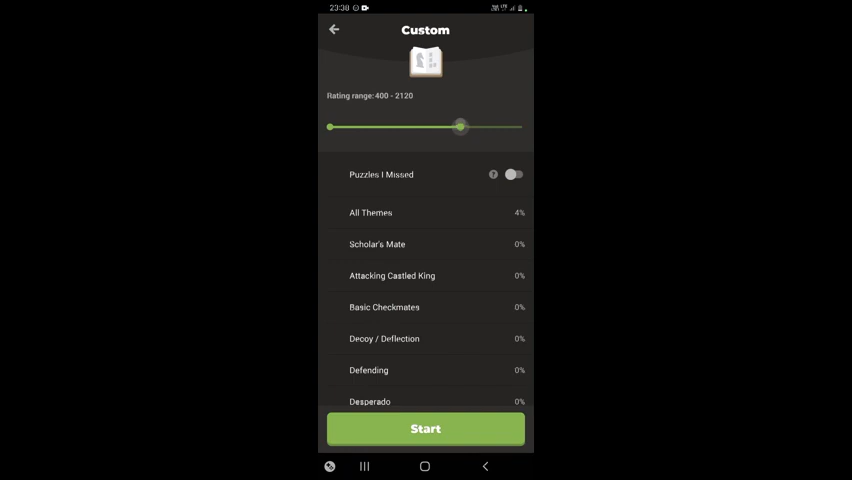 23:38
Custom
Rating range: 400 - 2120
Puzzles I Missed ?
All Themes 4%
Scholar's Mate 0%
Attacking Castled King 0%
Basic Checkmates 0%
Decoy / Deflection 0%
Defending 0%
Desperado 0%
Start